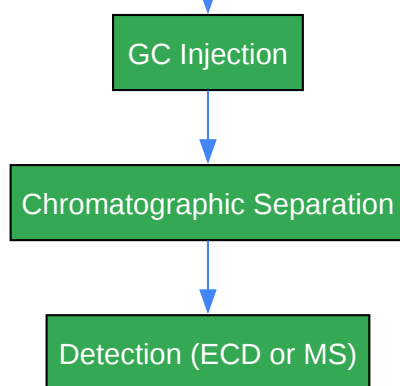 GC Injection
Chromatographic Separation
Detection (ECD or MS)